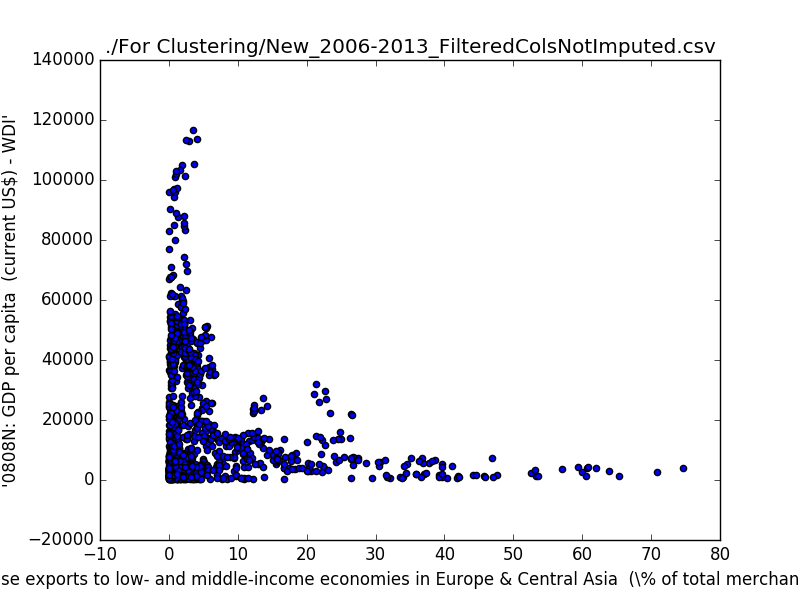 ./For Clustering/New_2006-2013_FilteredColsNotImputed.csv
140000
120000
100000
80000
60000
40000
20000
0
−20000
'0808N: GDP per capita  (current US$) - WDI'
−10 0 10 20 30 40 50 60 70 80
se exports to low- and middle-income economies in Europe & Central Asia  (\% of total merchan